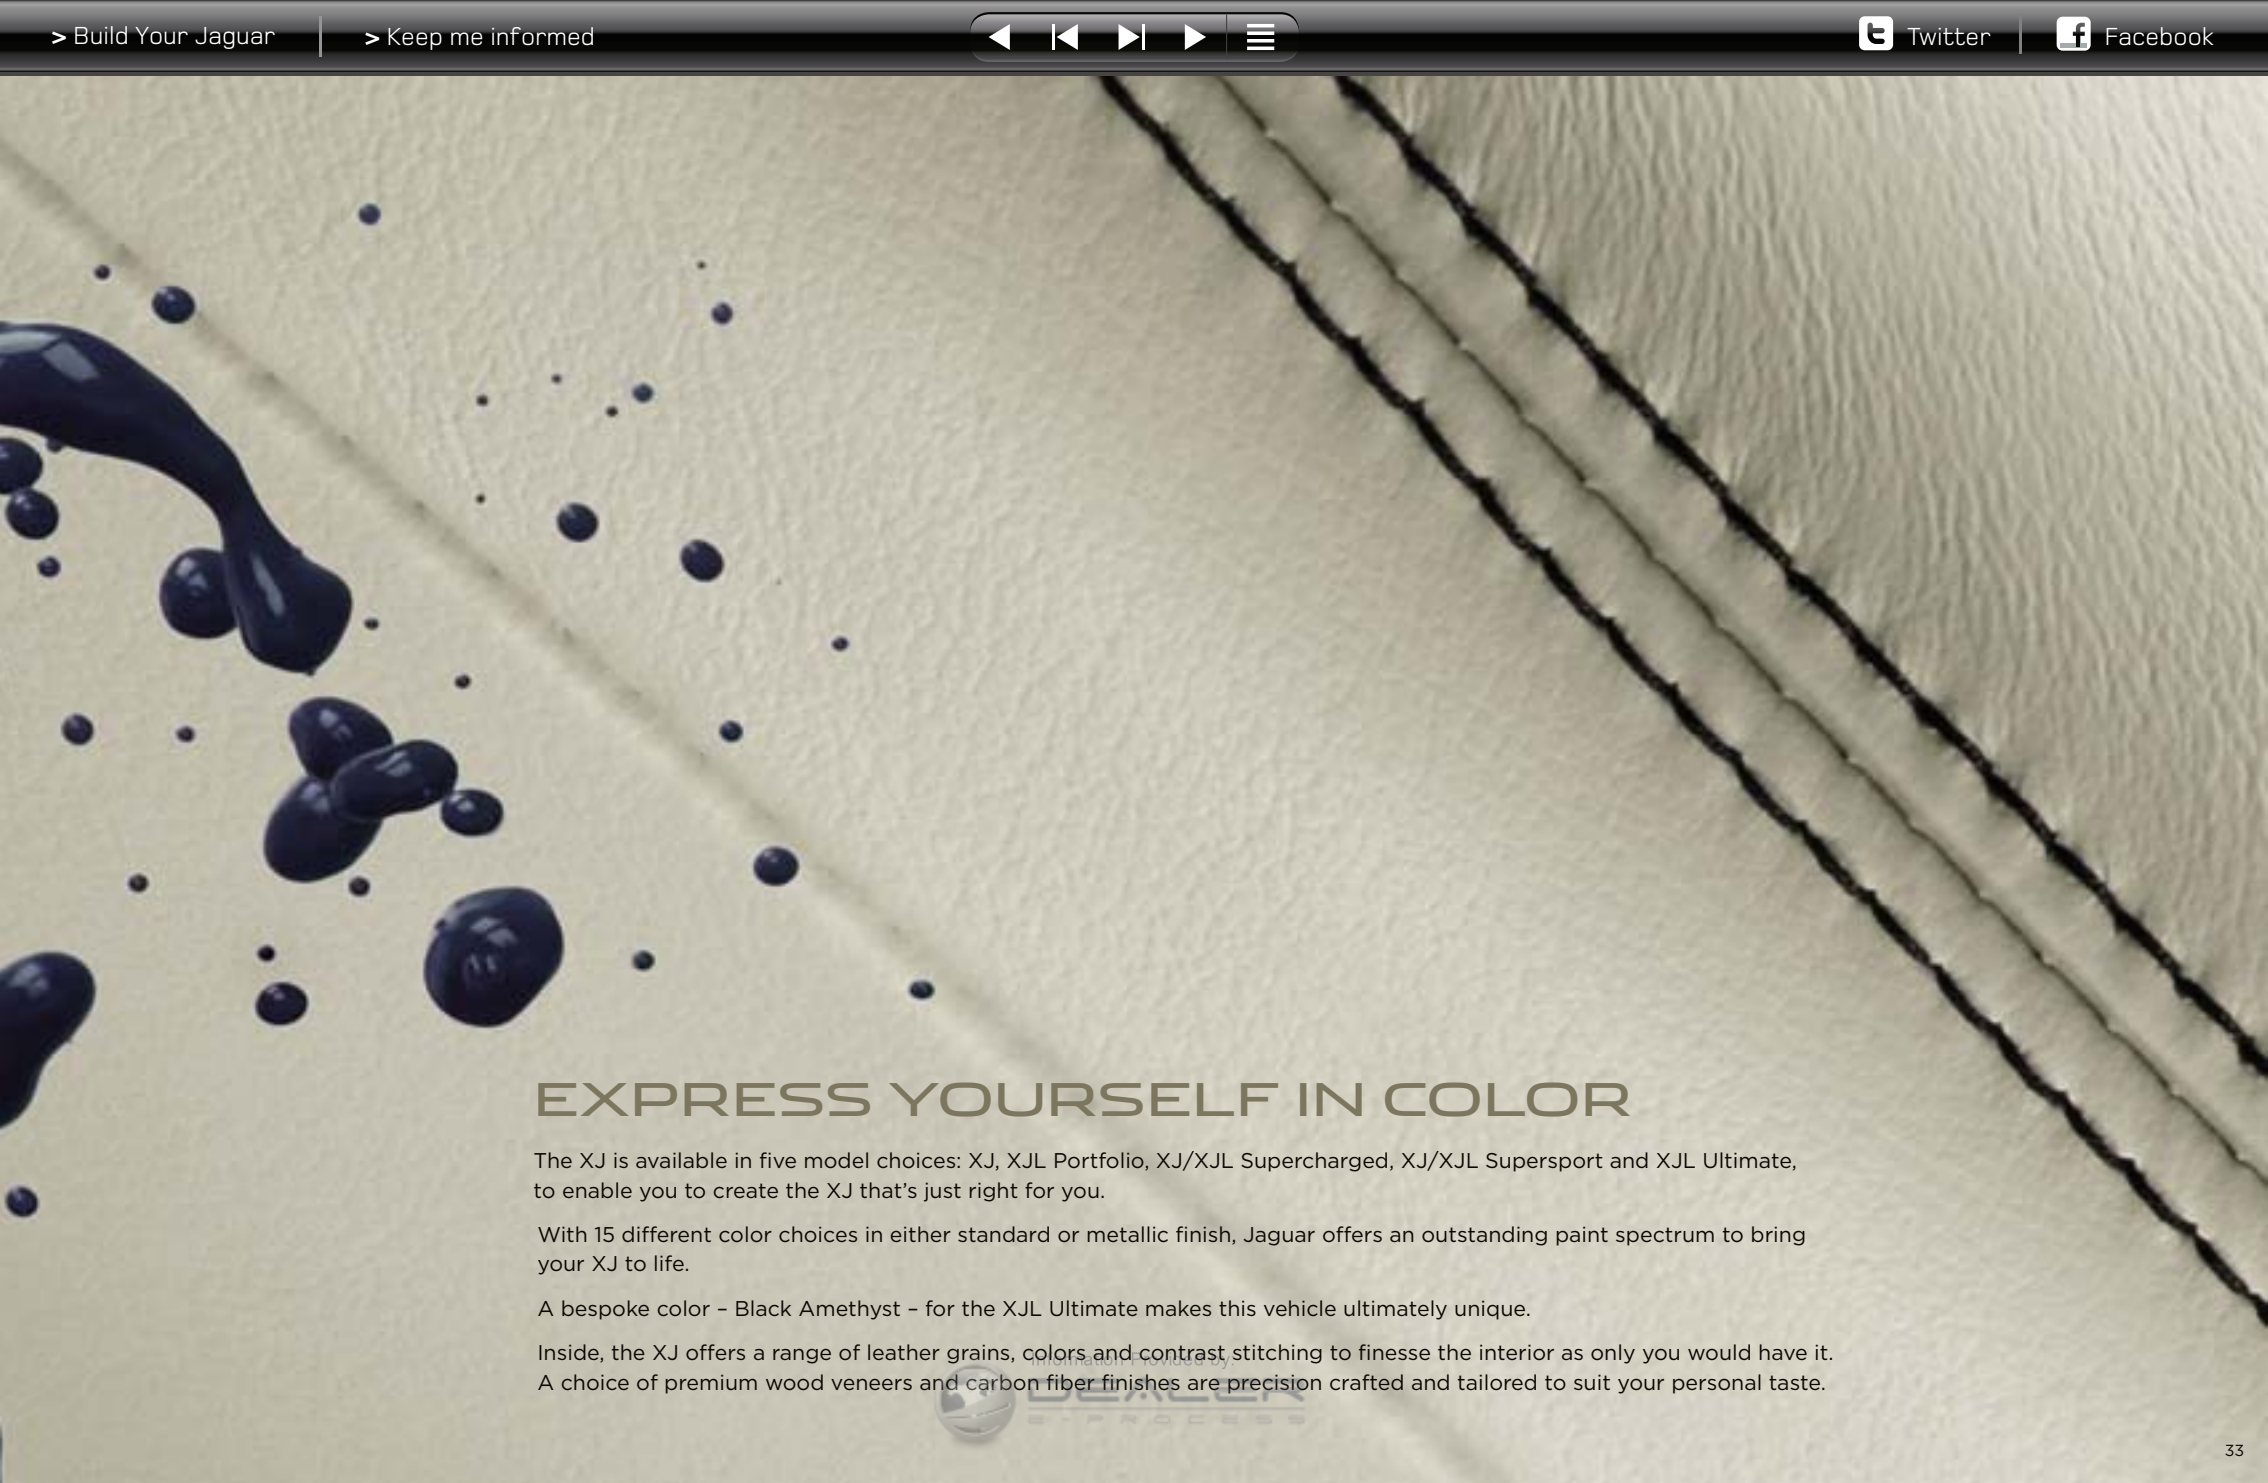 > Build Your Jaguar
> Keep me informed
Twitter
Facebook
EXPRESS YOURSELF IN COLOR
The XJ is available in five model choices: XJ, XJL Portfolio, XJ/XJL Supercharged, XJ/XJL Supersport and XJL Ultimate,
to enable you to create the XJ that’s just right for you.
With 15 different color choices in either standard or metallic finish, Jaguar offers an outstanding paint spectrum to bring
your XJ to life.
A bespoke color – Black Amethyst – for the XJL Ultimate makes this vehicle ultimately unique.
Inside, the XJ offers a range of leather grains, colors and contrast stitching to finesse the interior as only you would have it.
A choice of premium wood veneers and carbon fiber finishes are precision crafted and tailored to suit your personal taste.
Information Provided by:
DEALER
E-PROCESS
33